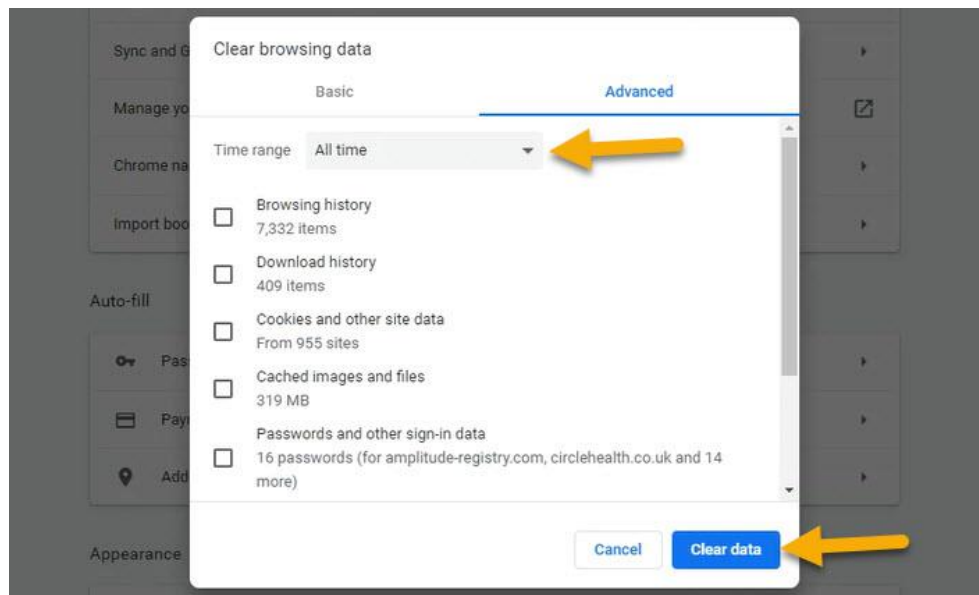 Clear browsing data
Basic
Advanced
Time range
All time
Browsing history
7,332 items
Download history
409 items
Cookies and other site data
From 955 sites
Cached images and files
319 MB
Passwords and other sign-in data
16 passwords (for amplitude-registry.com, circlehealth.co.uk and 14
more)
Cancel
Clear data
Sync and G
Manage yo
Chrome na
Import boo
Auto-fill
Pas
Payr
Add
Appearance